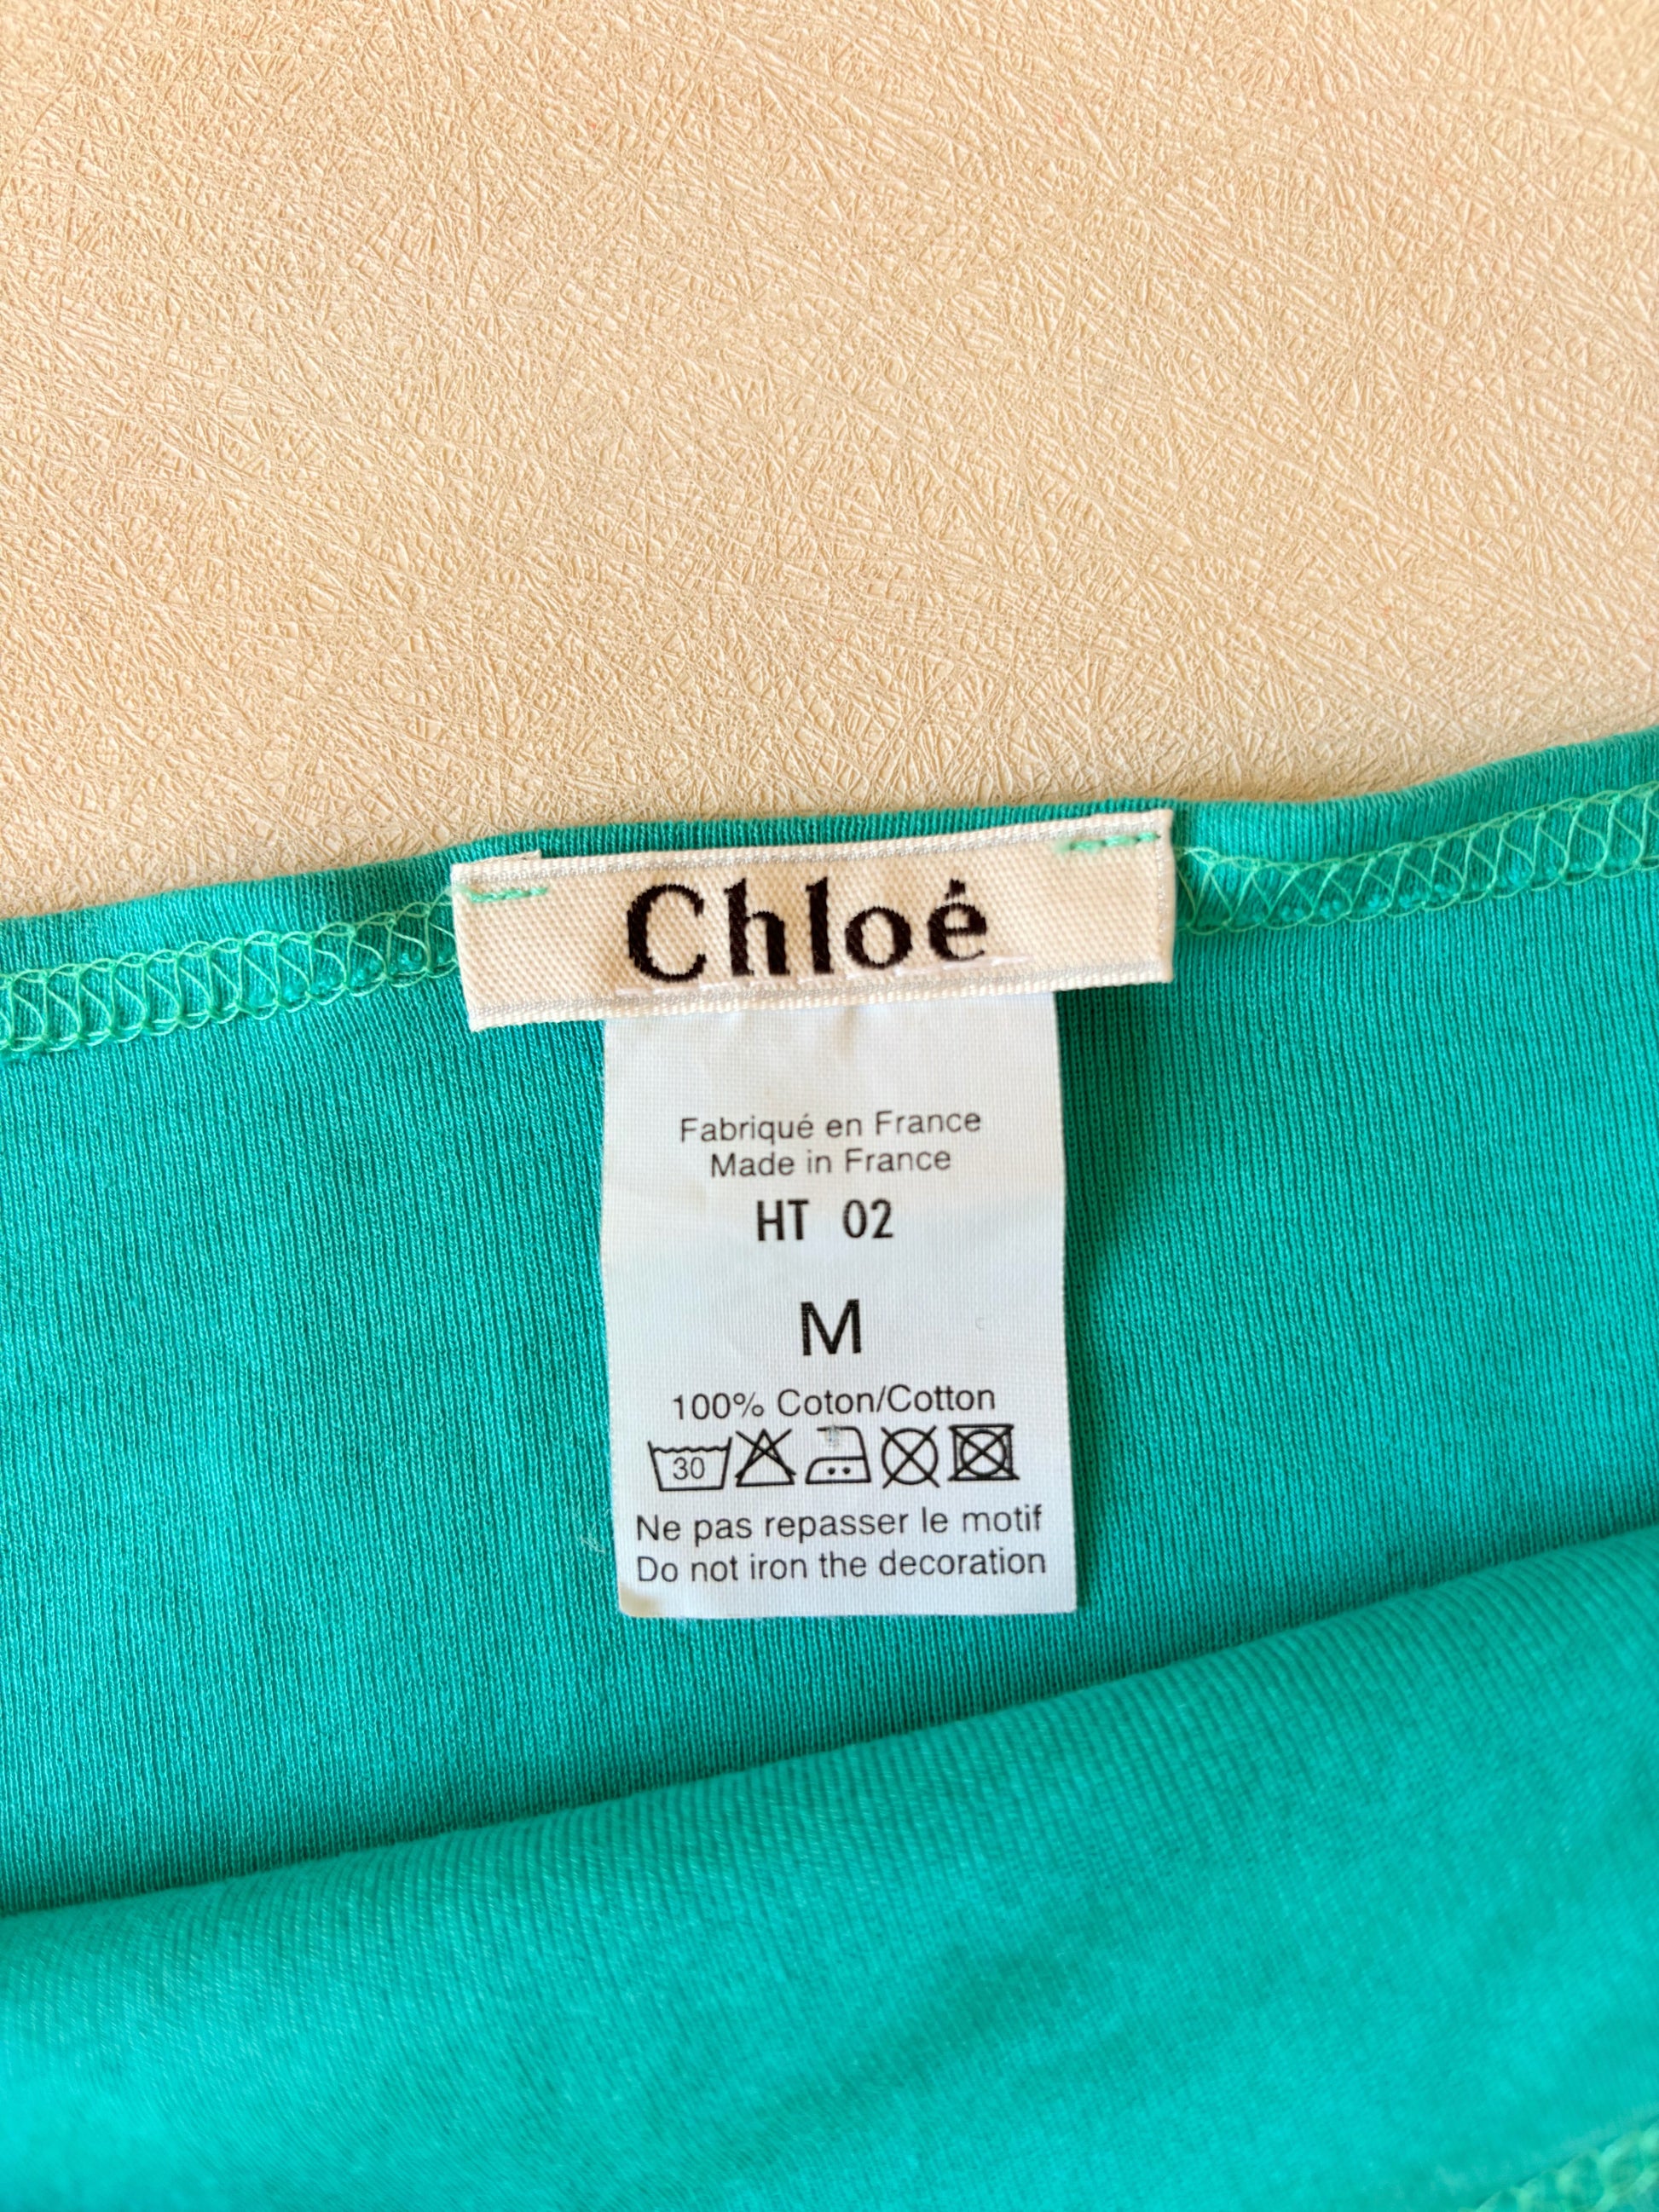 Chloé
Fabriqué en France
Made in France
HT 02
M
100% Coton/Cotton
30
Ne pas repasser le motif
Do not iron the decoration